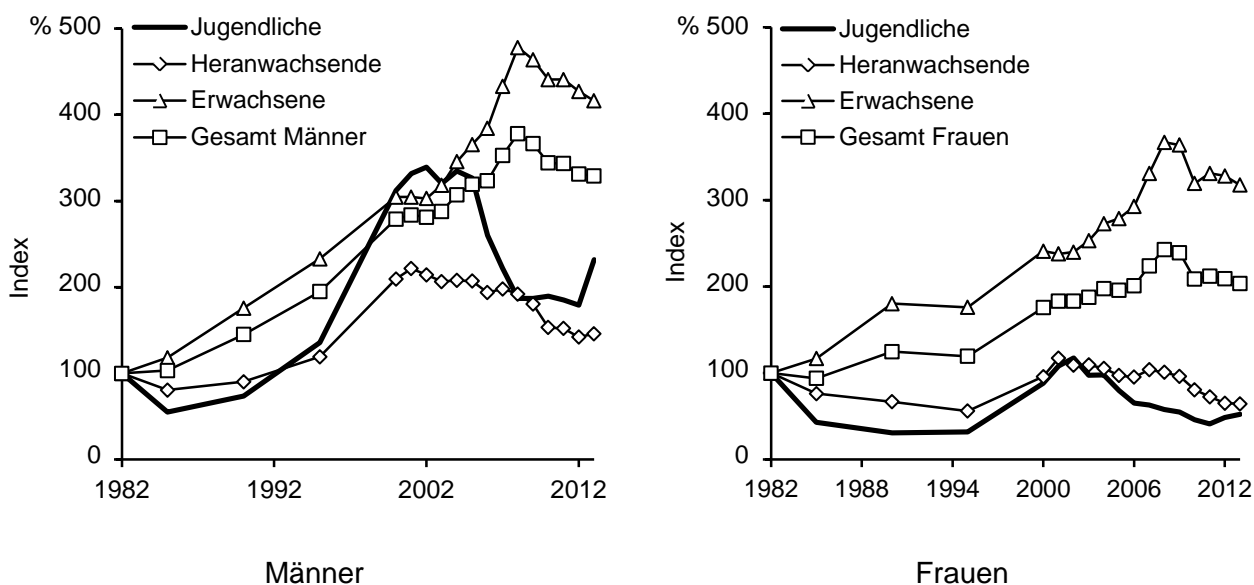 % 500
400
300
200
100
0
Index
Jugendliche
Heranwachsende
Erwachsene
Gesamt Männer
1982
1992
2002
2012
Männer
% 500
400
300
200
100
0
Index
Jugendliche
Heranwachsende
Erwachsene
Gesamt Frauen
1982
1988
1994
2000
2006
2012
Frauen